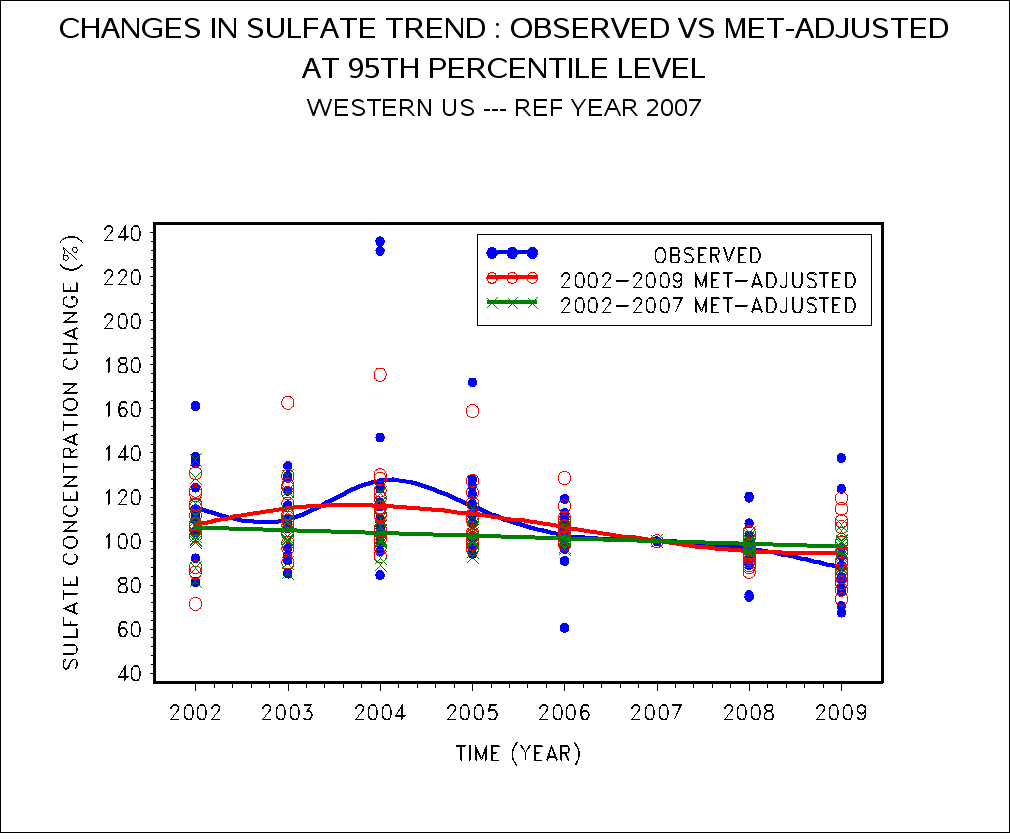 CHANGES IN SULFATE TREND : OBSERVED VS MET-ADJUSTED
AT 95TH PERCENTILE LEVEL
WESTERN US --- REF YEAR 2007
OBSERVED
2002-2009 MET-ADJUSTED
2002-2007 MET-ADJUSTED
SULFATE CONCENTRATION CHANGE (%)
240
220
200
180
160
140
120
100
80
60
40
2002 2003 2004 2005 2006 2007 2008 2009
TIME (YEAR)